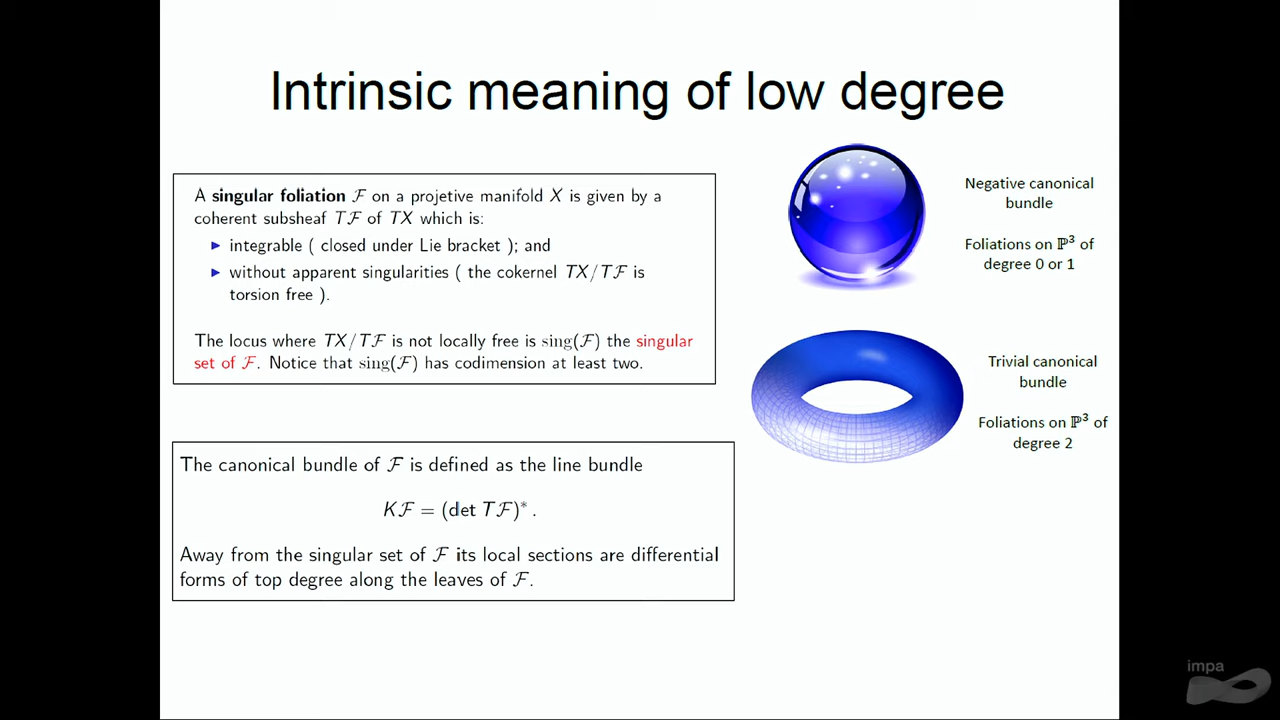 Intrinsic meaning of low degree
A singular foliation ℱ on a projetive manifold X is given by a
coherent subsheaf Tℱ of TX which is:
▶ integrable ( closed under Lie bracket ); and
▶ without apparent singularities ( the cokernel TX/Tℱ is
torsion free ).
The locus where TX/Tℱ is not locally free is sing(ℱ) the singular
set of ℱ. Notice that sing(ℱ) has codimension at least two.
The canonical bundle of ℱ is defined as the line bundle
Kℱ = (det Tℱ)*.
Away from the singular set of ℱ its local sections are differential
forms of top degree along the leaves of ℱ.
Negative canonical
bundle
Foliations on ℙ³ of
degree 0 or 1
Trivial canonical
bundle
Foliations on ℙ³ of
degree 2
impa